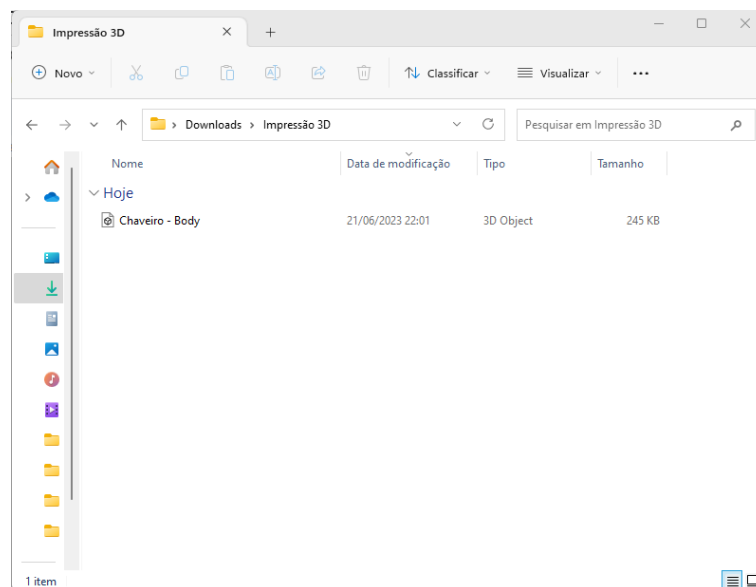 Impressão 3D
Novo Classificar Visualizar
Downloads Impressão 3D Pesquisar em Impressão 3D
Nome Data de modificação Tipo Tamanho
Hoje
Chaveiro - Body 21/06/2023 22:01 3D Object 245 KB
1 item